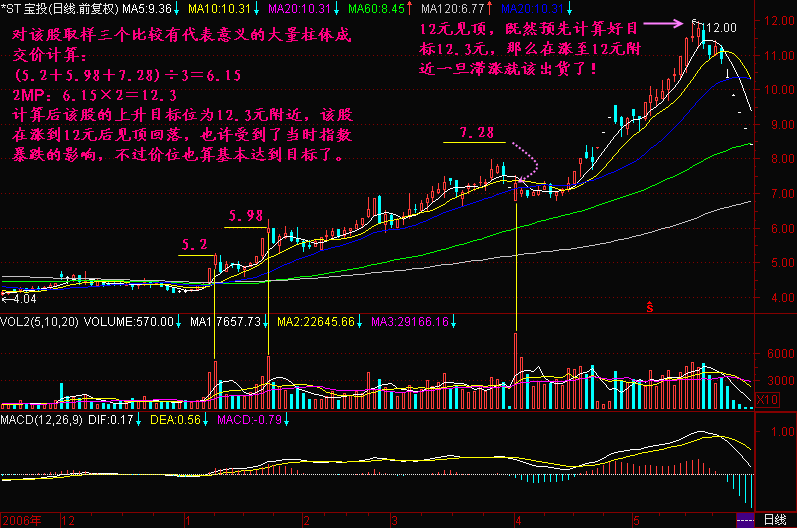 *ST宝投(日线.前复权) MA5:9.36↓ MA10:10.31↓ MA20:10.31↓ MA60:8.45↑ MA120:6.77↑ MA20:10.31↓
对该股取样三个比较有代表意义的大量柱体成
交价计算：
(5.2+5.98+7.28)÷3=6.15
2MP：6.15×2=12.3
计算后该股的上升目标位为12.3元附近，该股
在涨到12元后见顶回落，也许受到了当时指数
暴跌的影响，不过价位也算基本达到目标了。
12元见顶，既然预先计算好目
标12.3元，那么在涨至12元附
近一旦滞涨就该出货了！
12.00
12.00
11.00
10.00
9.00
8.00
7.00
6.00
5.00
4.00
7.28
5.98
5.2
←4.04
ŝ
VOL2(5,10,20) VOLUME:570.00↓ MA1:7657.73↓ MA2:22645.66↓ MA3:29166.16↓
6000
3000
X10
MACD(12,26,9) DIF:0.17↓ DEA:0.56↓ MACD:-0.79↓
1.00
2006年 12 1 2 3 4 5 日线